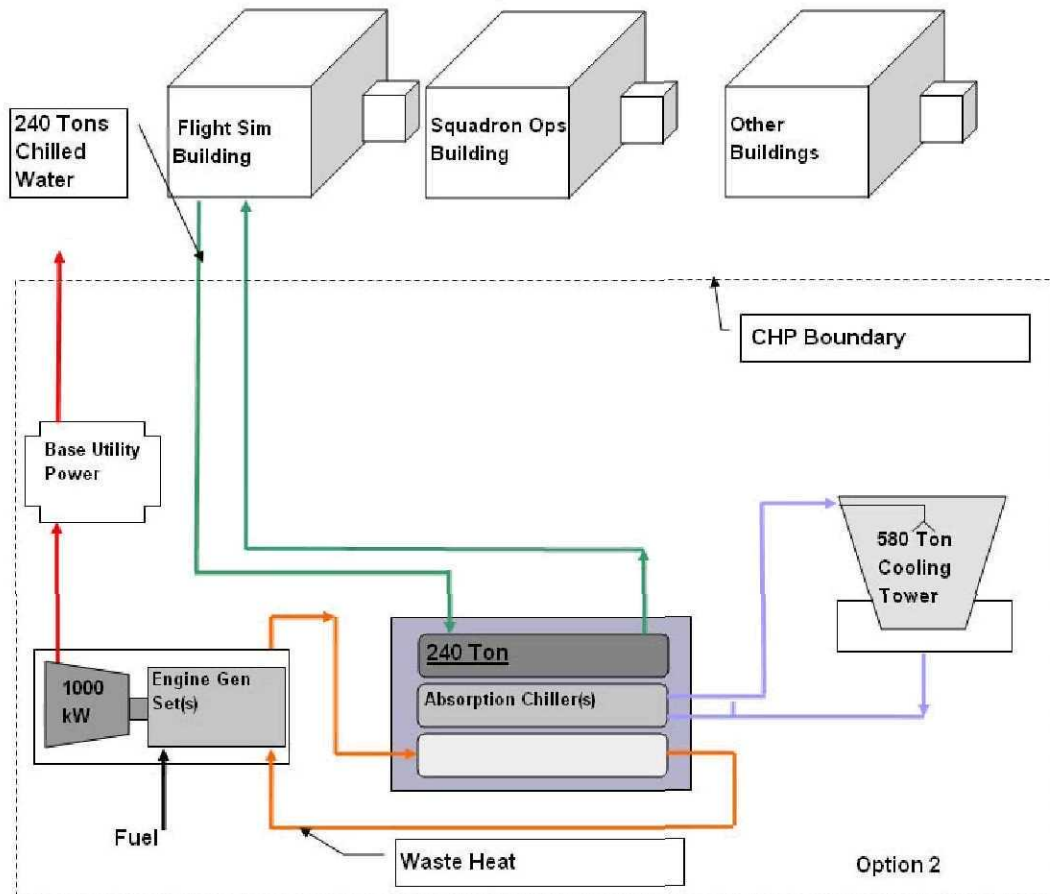 240 Tons
Chilled
Water
Flight Sim
Building
Squadron Ops
Building
Other
Buildings
CHP Boundary
Base Utility
Power
580 Ton
Cooling
Tower
1000
kW
Engine Gen
Set(s)
240 Ton
Absorption Chiller(s)
Fuel
Waste Heat
Option 2